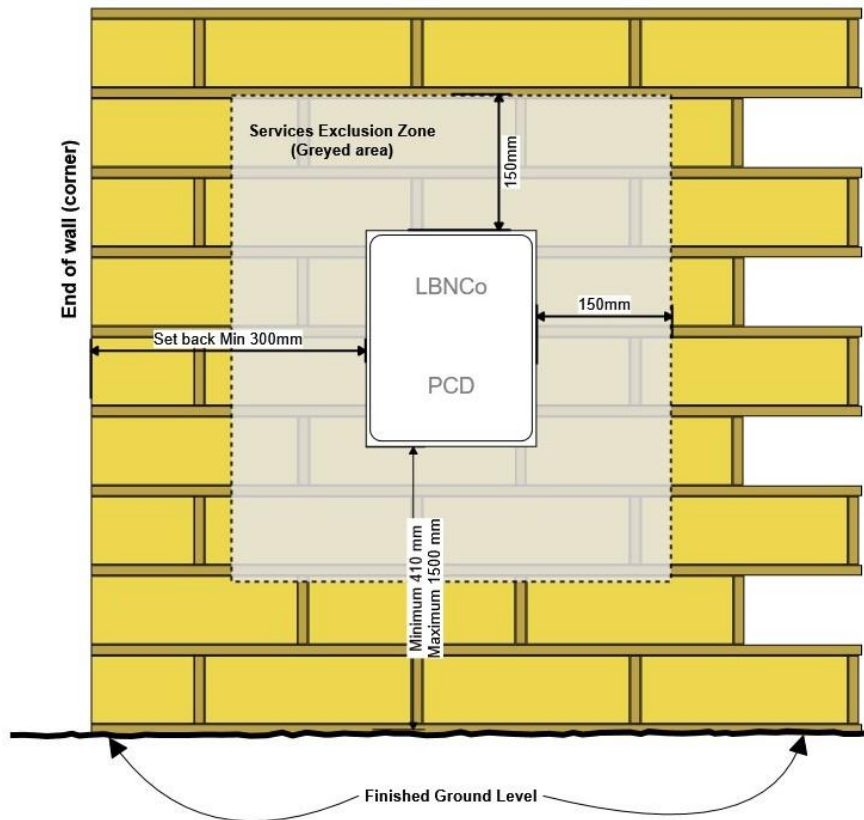 Services Exclusion Zone
(Greyed area)
150mm
End of wall (corner)
LBNCo
150mm
Set back Min 300mm
PCD
Minimum 410 mm
Maximum 1500 mm
Finished Ground Level